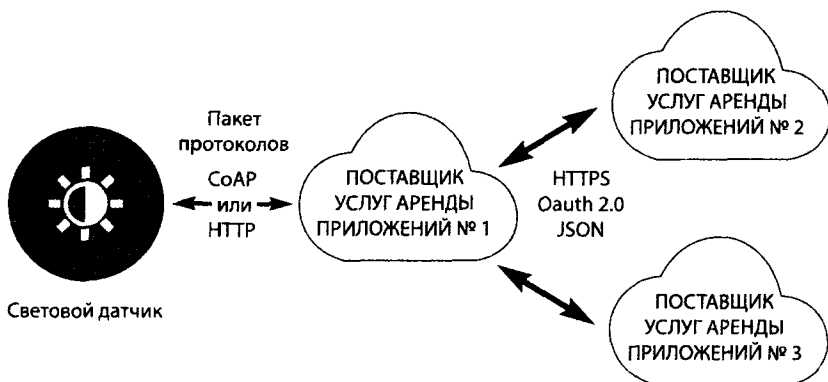 Пакет
протоколов
CoAP
или
HTTP
Световой датчик
ПОСТАВЩИК
УСЛУГ АРЕНДЫ
ПРИЛОЖЕНИЙ № 1
HTTPS
Oauth 2.0
JSON
ПОСТАВЩИК
УСЛУГ АРЕНДЫ
ПРИЛОЖЕНИЙ № 2
ПОСТАВЩИК
УСЛУГ АРЕНДЫ
ПРИЛОЖЕНИЙ № 3